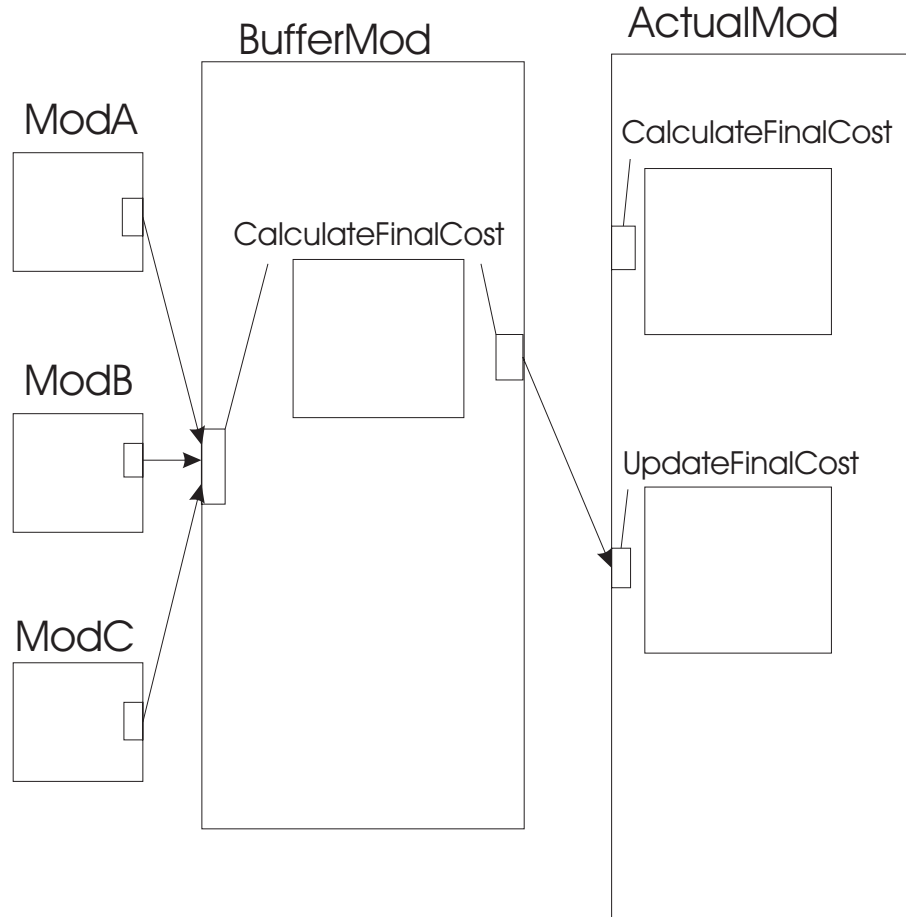 BufferMod
ActualMod
ModA
CalculateFinalCost
CalculateFinalCost
ModB
UpdateFinalCost
ModC